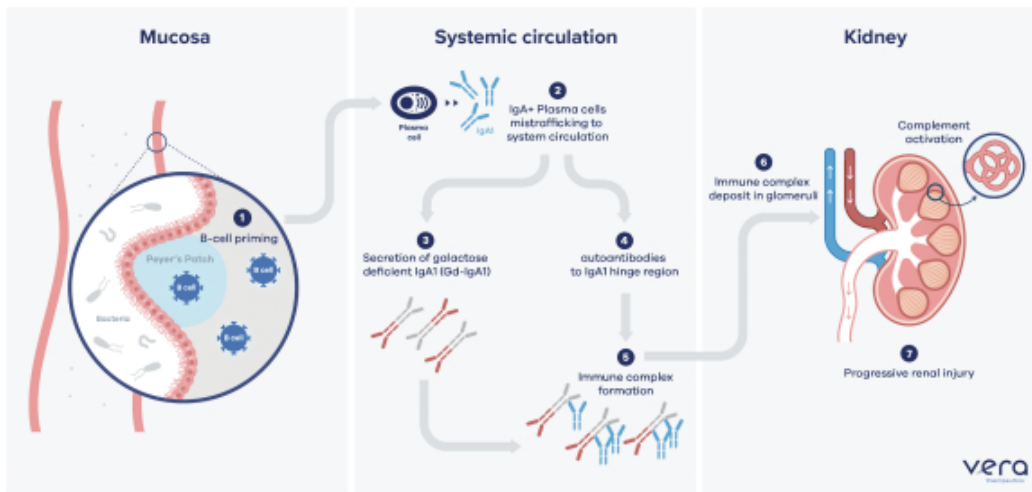 Mucosa
Systemic circulation
Kidney
Plasma
cell
IgA1
2
IgA+ Plasma cells
mistrafficking to
system circulation
1
B-cell priming
Peyer's Patch
B cell
B cell
B cell
Bacteria
3
Secretion of galactose
deficient IgA1 (Gd-IgA1)
4
autoantibodies
to IgA1 hinge region
5
Immune complex
formation
6
Immune complex
deposit in glomeruli
Complement
activation
7
Progressive renal injury
vera
therapeutics